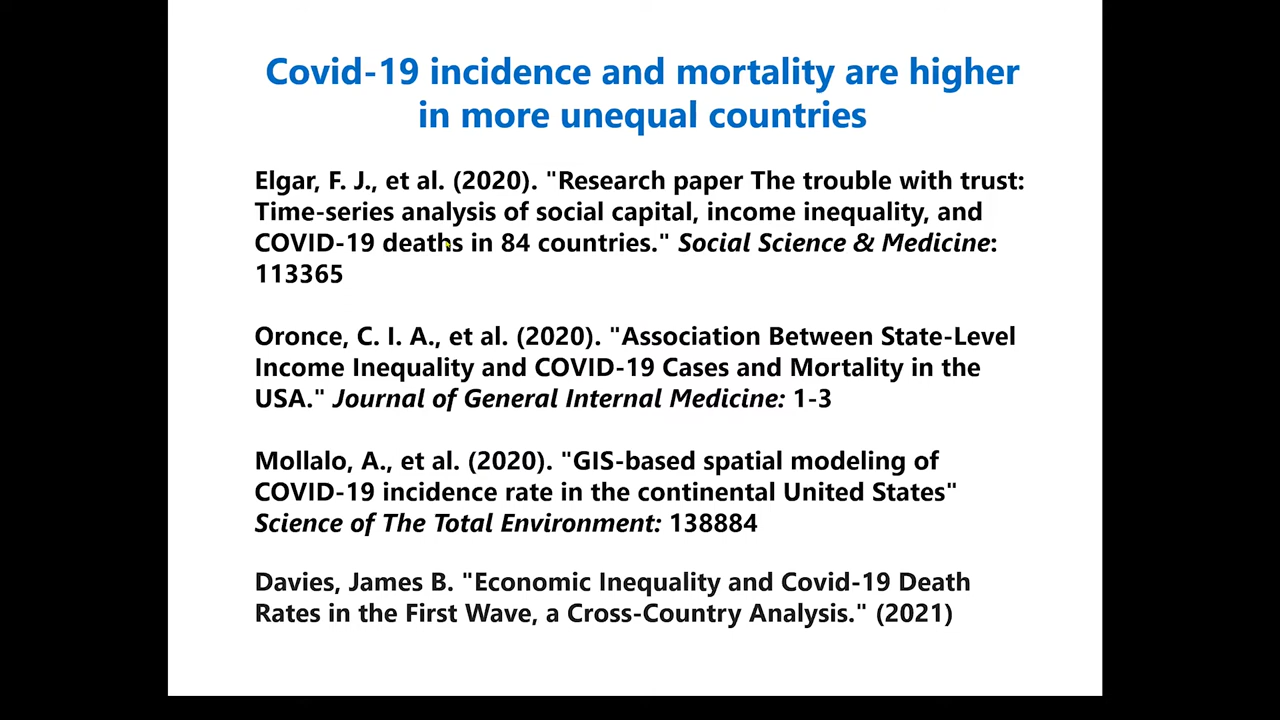 Covid-19 incidence and mortality are higher
in more unequal countries
Elgar, F. J., et al. (2020). "Research paper The trouble with trust:
Time-series analysis of social capital, income inequality, and
COVID-19 deaths in 84 countries." Social Science & Medicine:
113365
Oronce, C. I. A., et al. (2020). "Association Between State-Level
Income Inequality and COVID-19 Cases and Mortality in the
USA." Journal of General Internal Medicine: 1-3
Mollalo, A., et al. (2020). "GIS-based spatial modeling of
COVID-19 incidence rate in the continental United States"
Science of The Total Environment: 138884
Davies, James B. "Economic Inequality and Covid-19 Death
Rates in the First Wave, a Cross-Country Analysis." (2021)